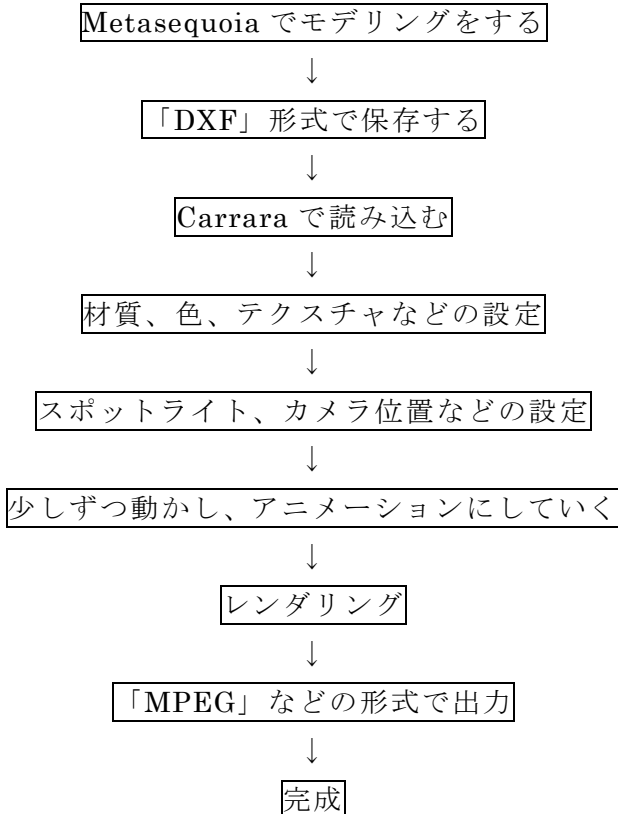 Metasequoia でモデリングをする
↓
「DXF」形式で保存する
↓
Carrara で読み込む
↓
材質、色、テクスチャなどの設定
↓
スポットライト、カメラ位置などの設定
↓
少しずつ動かし、アニメーションにしていく
↓
レンダリング
↓
「MPEG」などの形式で出力
↓
完成